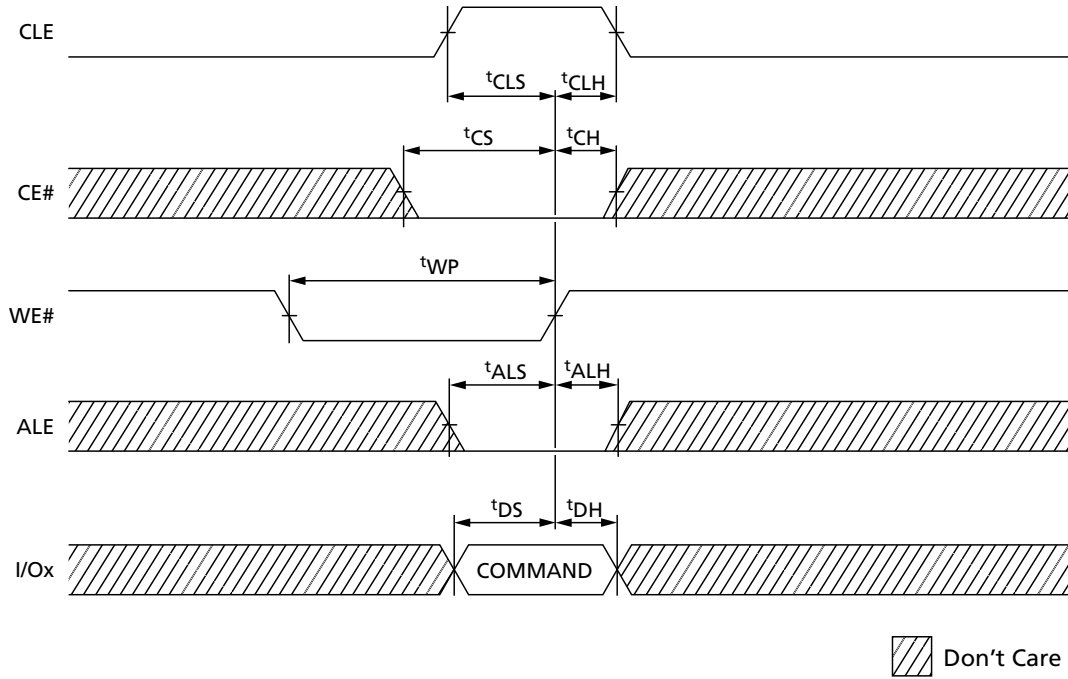 CLE
tCLS tCLH
tCS tCH
CE#
tWP
WE#
tALS tALH
ALE
tDS tDH
I/Ox COMMAND
Don't Care